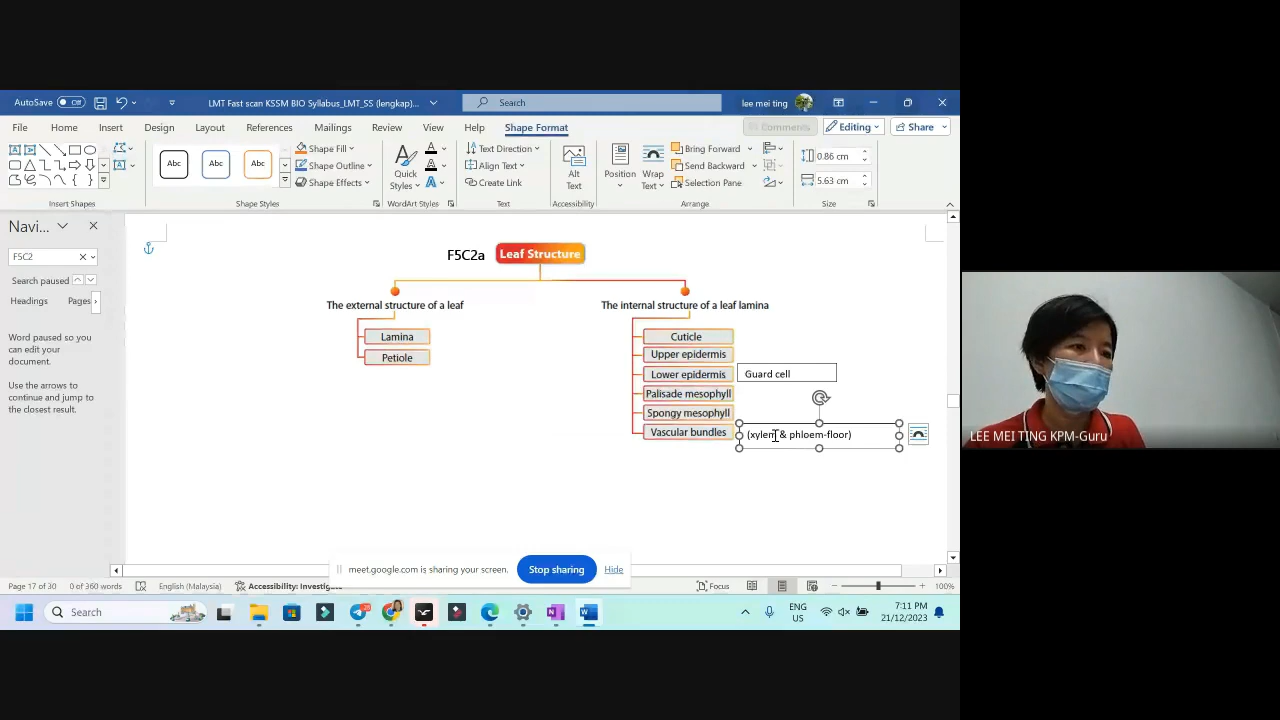 AutoSave Off
LMT Fast scan KSSM BIO Syllabus_LMT_SS (lengkap)...
Search
lee mei ting
File Home Insert Design Layout References Mailings Review View Help Shape Format
Comments Editing Share
Abc Abc Abc
Shape Fill
Shape Outline
Shape Effects
Quick Styles
Text Direction
Align Text
Create Link
Alt Text
Position
Wrap Text
Bring Forward
Send Backward
Selection Pane
0.86 cm
5.63 cm
Insert Shapes Shape Styles WordArt Styles Text Accessibility Arrange Size
Navi...
F5C2
Search paused
Headings Pages
Word paused so you can edit your document.
Use the arrows to continue and jump to the closest result.
F5C2a Leaf Structure
The external structure of a leaf
Lamina
Petiole
The internal structure of a leaf lamina
Cuticle
Upper epidermis
Lower epidermis Guard cell
Palisade mesophyll
Spongy mesophyll
Vascular bundles (xylem & phloem-floor)
LEE MEI TING KPM-Guru
meet.google.com is sharing your screen. Stop sharing Hide
Page 17 of 30 0 of 360 words English (Malaysia) Accessibility: Investigate Focus 100%
Search
ENG US
7:11 PM
21/12/2023